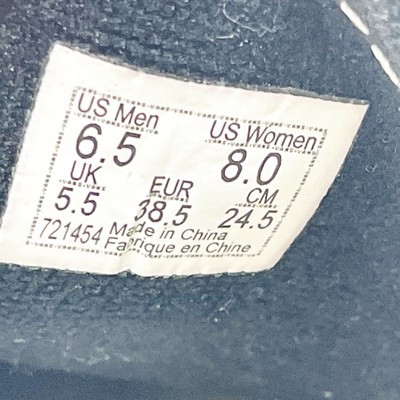 US Men US Women
6.5 8.0
UK EUR CM
5.5 38.5 24.5
721454 Made in China
Fabrique en Chine